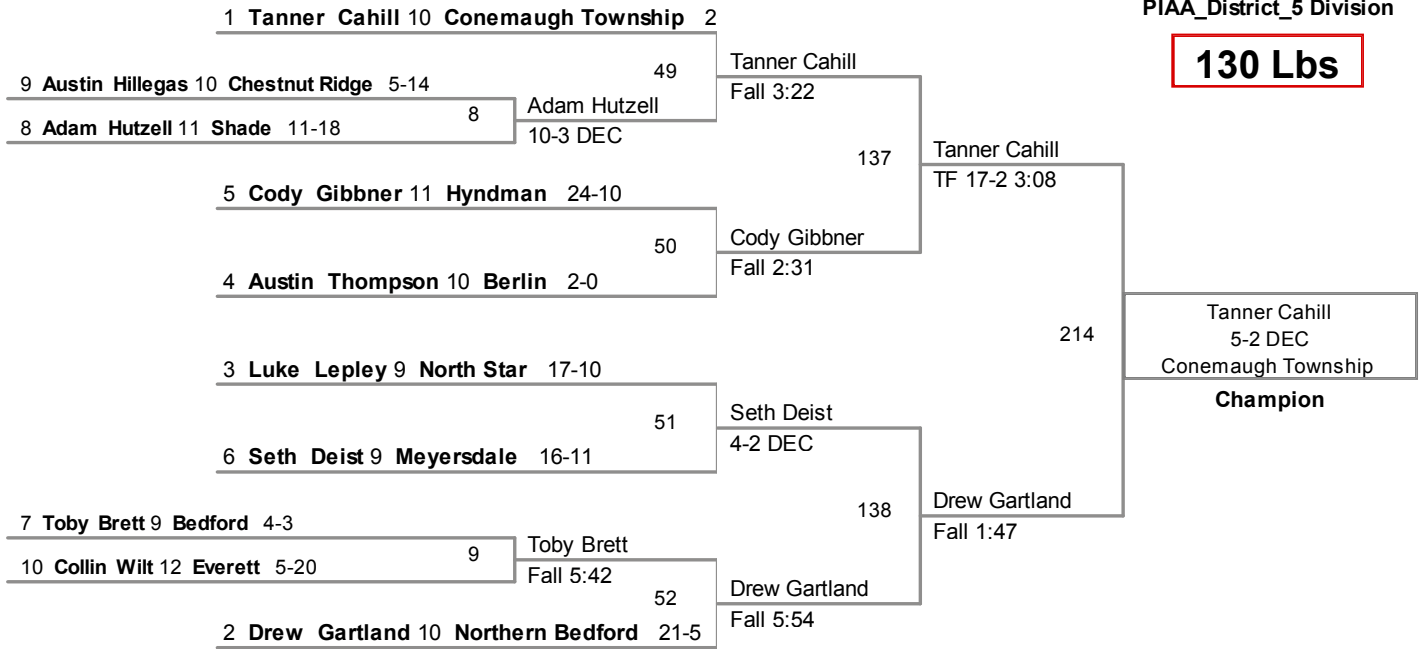 PIAA_District_5 Division
130 Lbs
1 Tanner Cahill 10 Conemaugh Township 2
9 Austin Hillegas 10 Chestnut Ridge 5-14
8 Adam Hutzell 11 Shade 11-18
8
Adam Hutzell
10-3 DEC
49
Tanner Cahill
Fall 3:22
5 Cody Gibbner 11 Hyndman 24-10
4 Austin Thompson 10 Berlin 2-0
50
Cody Gibbner
Fall 2:31
137
Tanner Cahill
TF 17-2 3:08
3 Luke Lepley 9 North Star 17-10
6 Seth Deist 9 Meyersdale 16-11
51
Seth Deist
4-2 DEC
7 Toby Brett 9 Bedford 4-3
10 Collin Wilt 12 Everett 5-20
9
Toby Brett
Fall 5:42
2 Drew Gartland 10 Northern Bedford 21-5
52
Drew Gartland
Fall 5:54
138
Drew Gartland
Fall 1:47
214
Tanner Cahill
5-2 DEC
Conemaugh Township
Champion